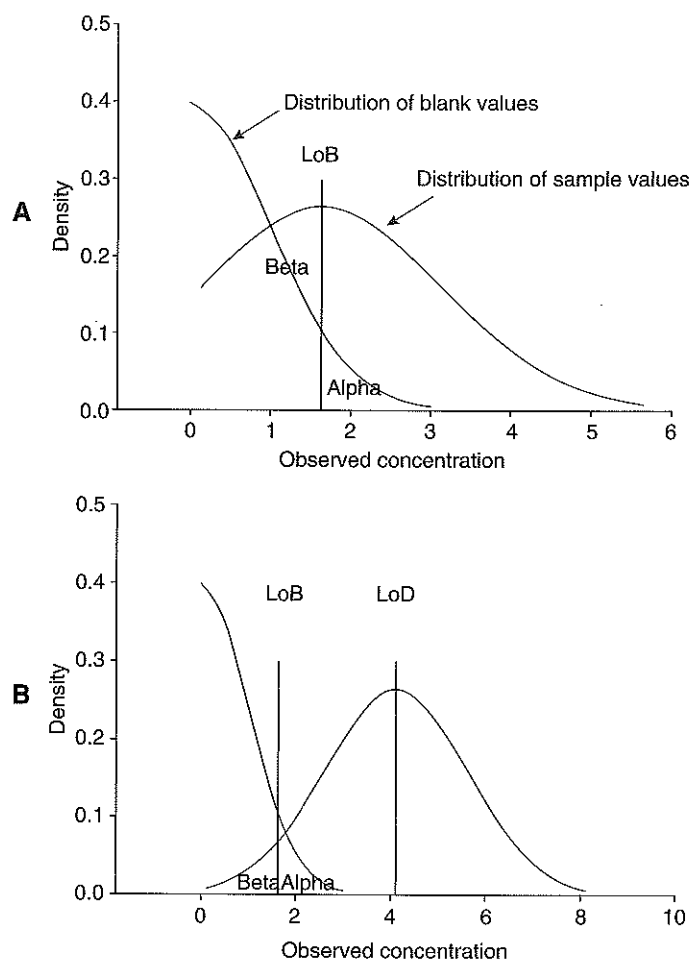 0.5
0.4
Distribution of blank values
LoB
0.3
Distribution of sample values
A
Density
0.2
Beta
0.1
Alpha
0.0
0 1 2 3 4 5 6
Observed concentration
0.5
0.4
LoB LoD
0.3
B
Density
0.2
0.1
Beta Alpha
0.0
0 2 4 6 8 10
Observed concentration